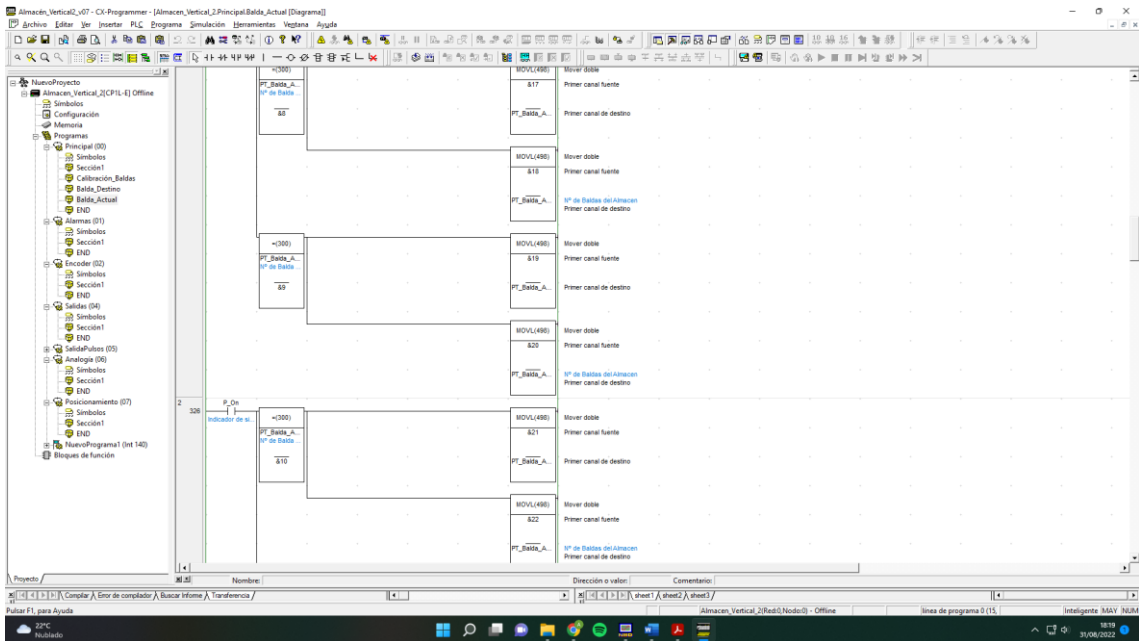 Almacén_Vertical2_v07 - CX-Programmer - [Almacen_Vertical_2.Principal.Balda_Actual [Diagrama]]
Archivo Editar Ver Insertar PLC Programa Simulación Herramientas Ventana Ayuda
NuevoProyecto
Almacen_Vertical_2[CP1L-E] Offline
Símbolos
Configuración
Memoria
Programas
Principal (00)
Símbolos
Sección1
Calibración_Baldas
Balda_Destino
Balda_Actual
END
Alarmas (01)
Símbolos
Sección1
END
Encoder (02)
Símbolos
Sección1
END
Salidas (04)
Símbolos
Sección1
END
SalidaPulsos (05)
Analogia (06)
Símbolos
Sección1
END
Posicionamiento (07)
Símbolos
Sección1
END
NuevoPrograma1 (Int 140)
Bloques de función
Proyecto
=(300)
PT_Balda_A...
Nº de Balda ...
&8
MOVL(498) Mover doble
&17 Primer canal fuente
PT_Balda_A... Primer canal de destino
MOVL(498) Mover doble
&18 Primer canal fuente
PT_Balda_A... Nº de Baldas del Almacen
Primer canal de destino
=(300)
PT_Balda_A...
Nº de Balda ...
&9
MOVL(498) Mover doble
&19 Primer canal fuente
PT_Balda_A... Primer canal de destino
MOVL(498) Mover doble
&20 Primer canal fuente
PT_Balda_A... Nº de Baldas del Almacen
Primer canal de destino
2
326
P_On
Indicador de si...
=(300)
PT_Balda_A...
Nº de Balda ...
&10
MOVL(498) Mover doble
&21 Primer canal fuente
PT_Balda_A... Primer canal de destino
MOVL(498) Mover doble
&22 Primer canal fuente
PT_Balda_A... Nº de Baldas del Almacen
Primer canal de destino
Nombre: Dirección o valor: Comentario:
Compilar Error de compilador Buscar Informe Transferencia
sheet1 sheet2 sheet3
Pulsar F1, para Ayuda
Almacen_Vertical_2(Red:0,Nodo:0) - Offline
línea de programa 0 (15,
Inteligente MAY NUM
22°C
Nublado
18:19
31/08/2022